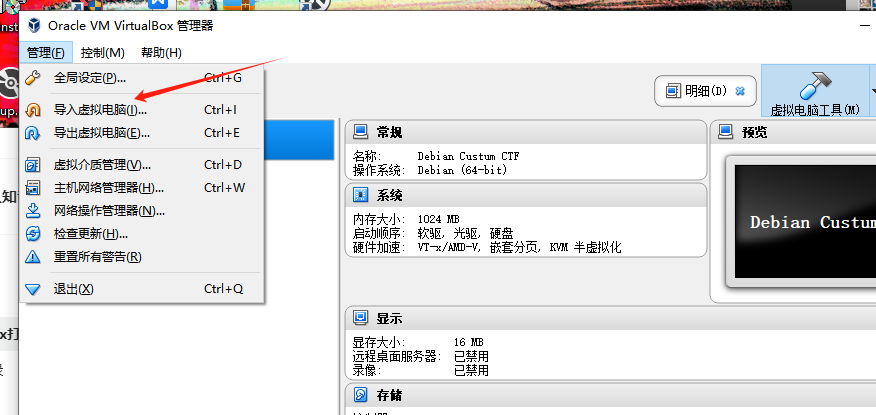 Oracle VM VirtualBox 管理器
管理(F) 控制(M) 帮助(H)
全局设定(P)... Ctrl+G
导入虚拟电脑(I)... Ctrl+I
导出虚拟电脑(E)... Ctrl+E
虚拟介质管理(V)... Ctrl+D
主机网络管理器(H)... Ctrl+W
网络操作管理器(N)...
检查更新(H)...
重置所有警告(R)
退出(X) Ctrl+Q
明细(D)
虚拟电脑工具(M)
常规
名称: Debian Custum CTF
操作系统: Debian (64-bit)
系统
内存大小: 1024 MB
启动顺序: 软驱, 光驱, 硬盘
硬件加速: VT-x/AMD-V, 嵌套分页, KVM 半虚拟化
预览
Debian Custum
显示
显存大小: 16 MB
远程桌面服务器: 已禁用
录像: 已禁用
存储